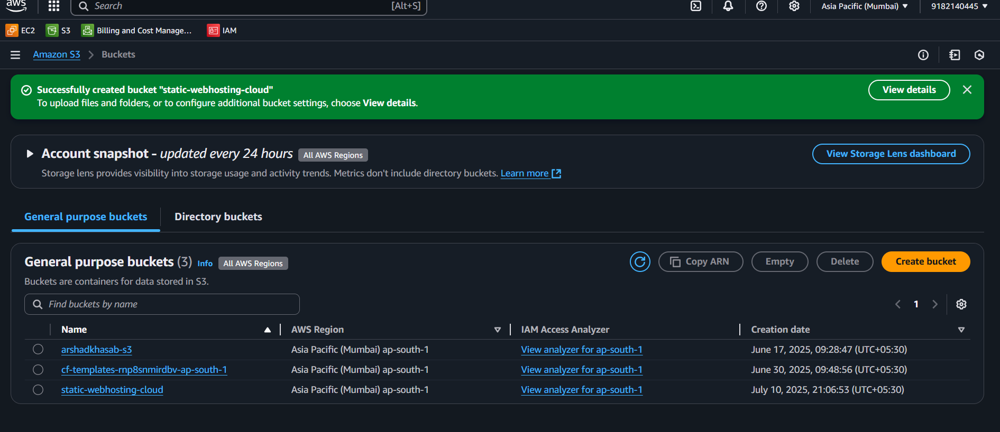 aws
Search [Alt+S]
Asia Pacific (Mumbai) 9182140445
EC2 S3 Billing and Cost Manage... IAM
Amazon S3 Buckets
Successfully created bucket "static-webhosting-cloud"
To upload files and folders, or to configure additional bucket settings, choose View details.
View details
Account snapshot - updated every 24 hours All AWS Regions
View Storage Lens dashboard
Storage lens provides visibility into storage usage and activity trends. Metrics don't include directory buckets. Learn more
General purpose buckets Directory buckets
General purpose buckets (3) Info All AWS Regions
Copy ARN Empty Delete Create bucket
Buckets are containers for data stored in S3.
Find buckets by name
1
Name AWS Region IAM Access Analyzer Creation date
arshadkhasab-s3 Asia Pacific (Mumbai) ap-south-1 View analyzer for ap-south-1 June 17, 2025, 09:28:47 (UTC+05:30)
cf-templates-rnp8snmirdbv-ap-south-1 Asia Pacific (Mumbai) ap-south-1 View analyzer for ap-south-1 June 30, 2025, 09:48:56 (UTC+05:30)
static-webhosting-cloud Asia Pacific (Mumbai) ap-south-1 View analyzer for ap-south-1 July 10, 2025, 21:06:53 (UTC+05:30)